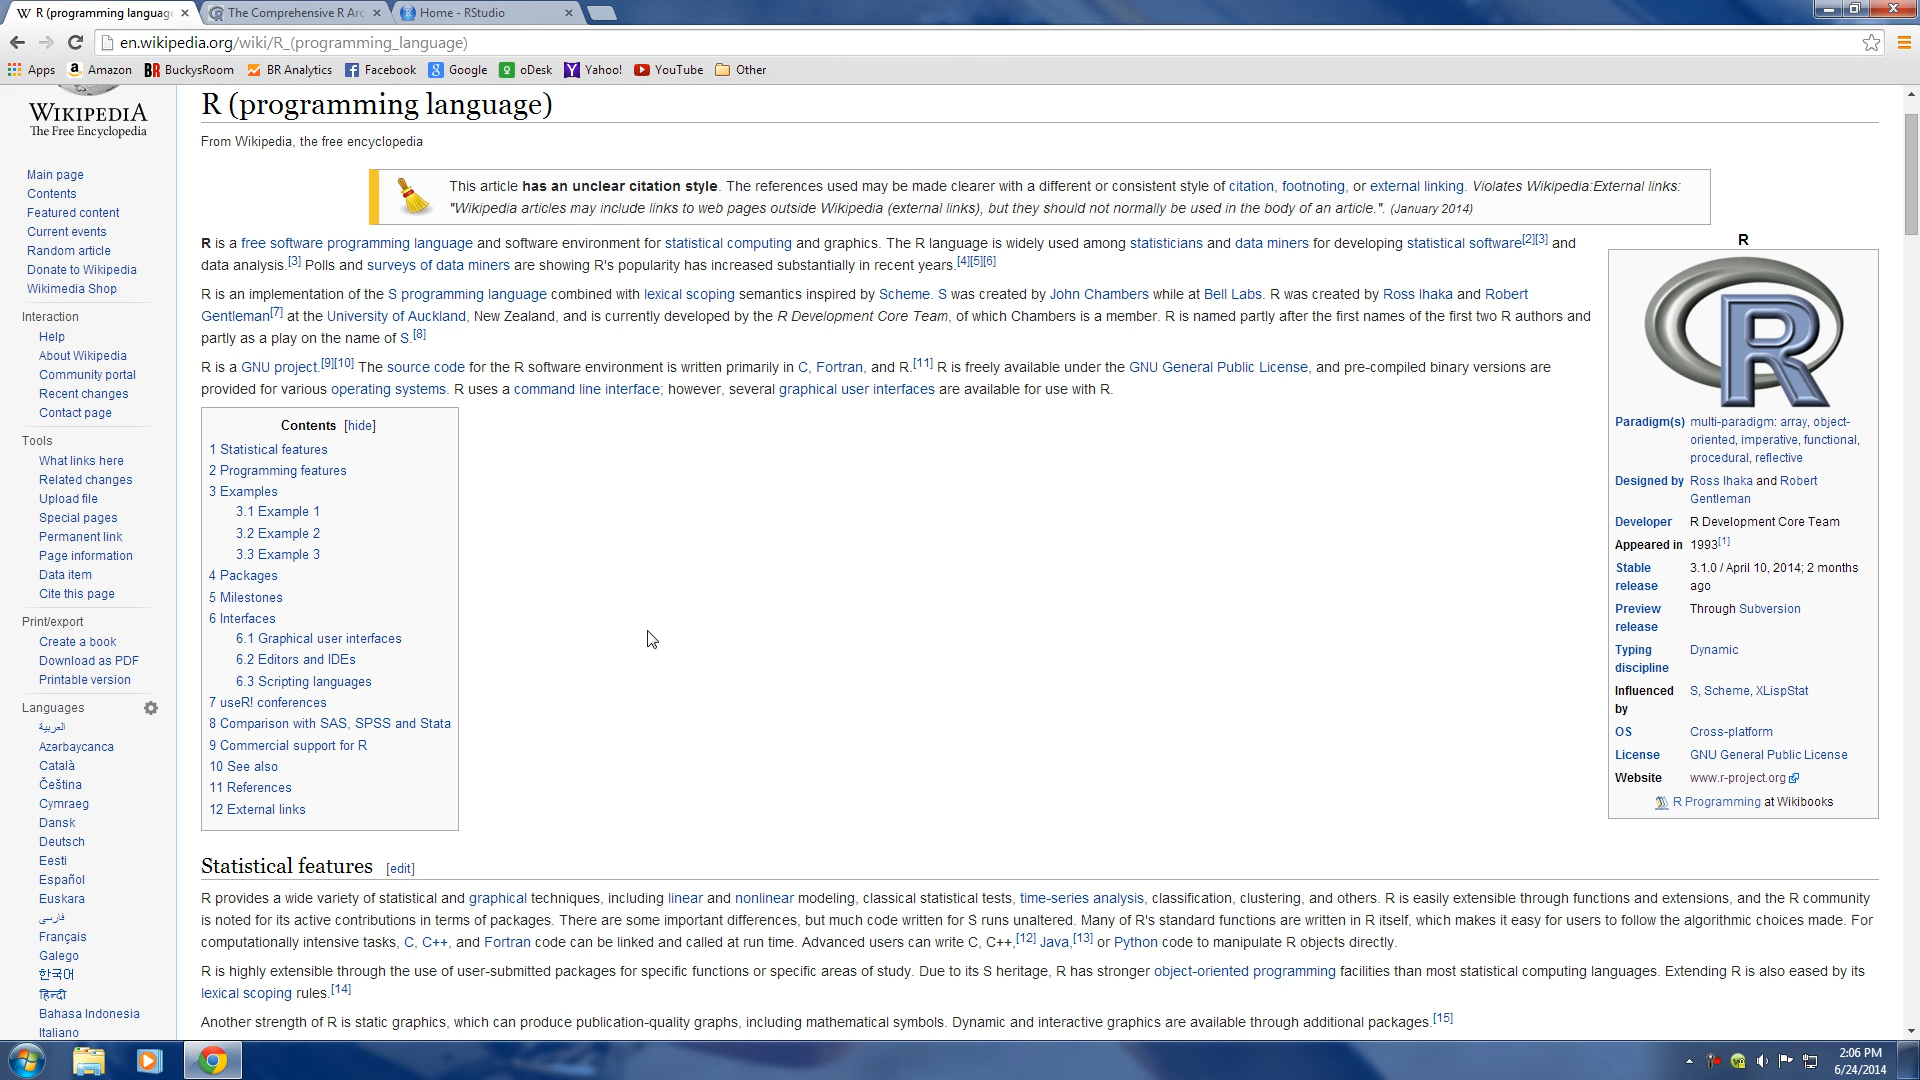 R (programming languag
The Comprehensive R Arc
Home - RStudio
en.wikipedia.org/wiki/R_(programming_language)
Apps
Amazon
BuckysRoom
BR Analytics
Facebook
Google
oDesk
Yahoo!
YouTube
Other
WIKIPEDIA
The Free Encyclopedia
Main page
Contents
Featured content
Current events
Random article
Donate to Wikipedia
Wikimedia Shop
Interaction
Help
About Wikipedia
Community portal
Recent changes
Contact page
Tools
What links here
Related changes
Upload file
Special pages
Permanent link
Page information
Data item
Cite this page
Print/export
Create a book
Download as PDF
Printable version
Languages
العربية
Azərbaycanca
Català
Čeština
Cymraeg
Dansk
Deutsch
Eesti
Español
Euskara
فارسی
Français
Galego
한국어
हिन्दी
Bahasa Indonesia
Italiano
R (programming language)
From Wikipedia, the free encyclopedia
This article has an unclear citation style. The references used may be made clearer with a different or consistent style of citation, footnoting, or external linking. Violates Wikipedia:External links:
"Wikipedia articles may include links to web pages outside Wikipedia (external links), but they should not normally be used in the body of an article.". (January 2014)
R is a free software programming language and software environment for statistical computing and graphics. The R language is widely used among statisticians and data miners for developing statistical software[2][3] and
data analysis.[3] Polls and surveys of data miners are showing R's popularity has increased substantially in recent years.[4][5][6]
R is an implementation of the S programming language combined with lexical scoping semantics inspired by Scheme. S was created by John Chambers while at Bell Labs. R was created by Ross Ihaka and Robert
Gentleman[7] at the University of Auckland, New Zealand, and is currently developed by the R Development Core Team, of which Chambers is a member. R is named partly after the first names of the first two R authors and
partly as a play on the name of S.[8]
R is a GNU project.[9][10] The source code for the R software environment is written primarily in C, Fortran, and R.[11] R is freely available under the GNU General Public License, and pre-compiled binary versions are
provided for various operating systems. R uses a command line interface; however, several graphical user interfaces are available for use with R.
Contents [hide]
1 Statistical features
2 Programming features
3 Examples
3.1 Example 1
3.2 Example 2
3.3 Example 3
4 Packages
5 Milestones
6 Interfaces
6.1 Graphical user interfaces
6.2 Editors and IDEs
6.3 Scripting languages
7 useR! conferences
8 Comparison with SAS, SPSS and Stata
9 Commercial support for R
10 See also
11 References
12 External links
R
R
Paradigm(s) multi-paradigm: array, object-
oriented, imperative, functional,
procedural, reflective
Designed by Ross Ihaka and Robert
Gentleman
Developer R Development Core Team
Appeared in 1993[1]
Stable 3.1.0 / April 10, 2014; 2 months
release ago
Preview Through Subversion
release
Typing Dynamic
discipline
Influenced S, Scheme, XLispStat
by
OS Cross-platform
License GNU General Public License
Website www.r-project.org
R Programming at Wikibooks
Statistical features [edit]
R provides a wide variety of statistical and graphical techniques, including linear and nonlinear modeling, classical statistical tests, time-series analysis, classification, clustering, and others. R is easily extensible through functions and extensions, and the R community
is noted for its active contributions in terms of packages. There are some important differences, but much code written for S runs unaltered. Many of R's standard functions are written in R itself, which makes it easy for users to follow the algorithmic choices made. For
computationally intensive tasks, C, C++, and Fortran code can be linked and called at run time. Advanced users can write C, C++,[12] Java,[13] or Python code to manipulate R objects directly.
R is highly extensible through the use of user-submitted packages for specific functions or specific areas of study. Due to its S heritage, R has stronger object-oriented programming facilities than most statistical computing languages. Extending R is also eased by its
lexical scoping rules.[14]
Another strength of R is static graphics, which can produce publication-quality graphs, including mathematical symbols. Dynamic and interactive graphics are available through additional packages.[15]
2:06 PM
6/24/2014